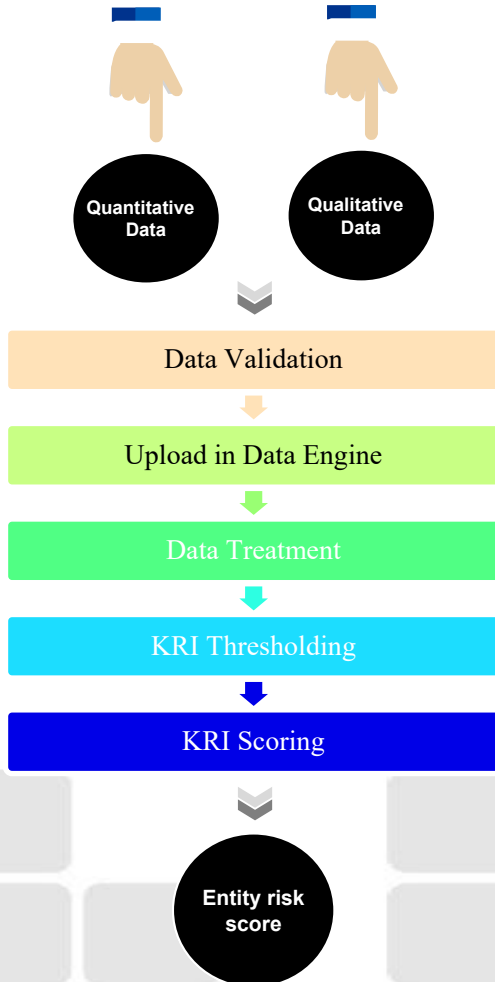 Quantitative
Data
Qualitative
Data
Data Validation
Upload in Data Engine
Data Treatment
KRI Thresholding
KRI Scoring
Entity risk
score